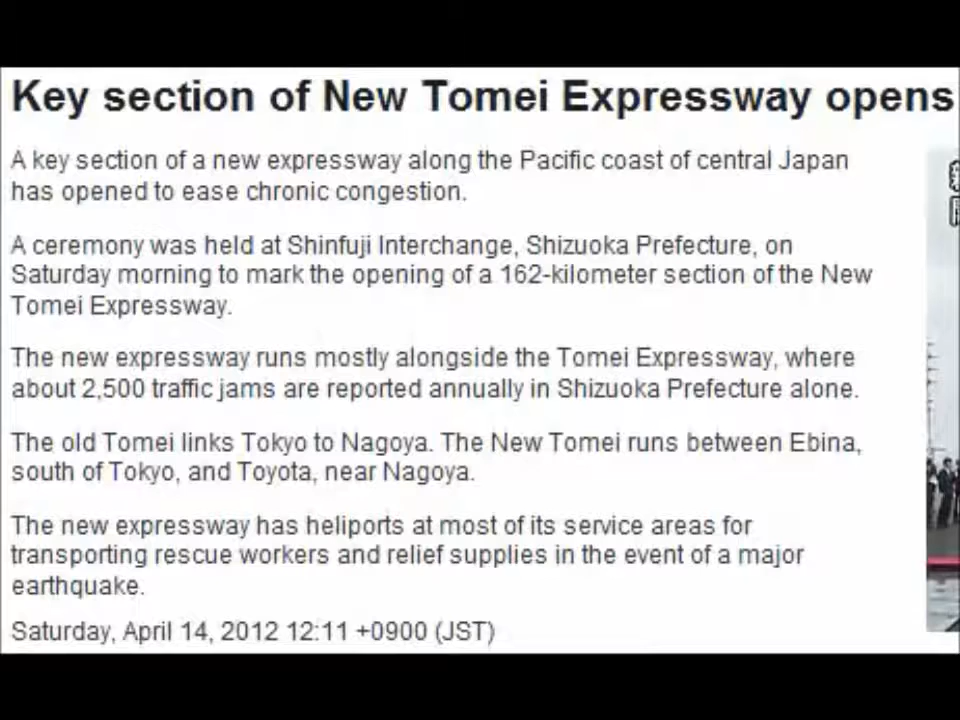 Key section of New Tomei Expressway opens
A key section of a new expressway along the Pacific coast of central Japan
has opened to ease chronic congestion.
A ceremony was held at Shinfuji Interchange, Shizuoka Prefecture, on
Saturday morning to mark the opening of a 162-kilometer section of the New
Tomei Expressway.
The new expressway runs mostly alongside the Tomei Expressway, where
about 2,500 traffic jams are reported annually in Shizuoka Prefecture alone.
The old Tomei links Tokyo to Nagoya. The New Tomei runs between Ebina,
south of Tokyo, and Toyota, near Nagoya.
The new expressway has heliports at most of its service areas for
transporting rescue workers and relief supplies in the event of a major
earthquake.
Saturday, April 14, 2012 12:11 +0900 (JST)